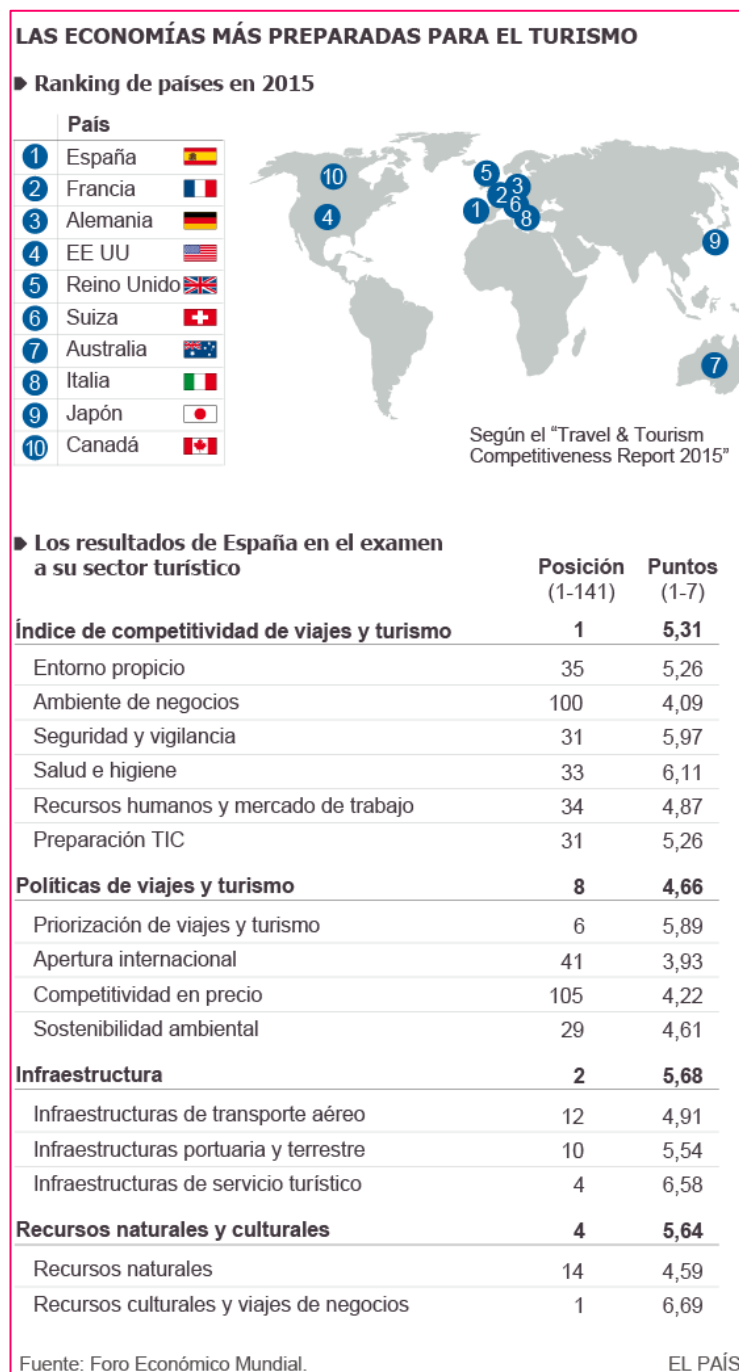 LAS ECONOMÍAS MÁS PREPARADAS PARA EL TURISMO
Ranking de países en 2015
País
1 España
2 Francia
3 Alemania
4 EE UU
5 Reino Unido
6 Suiza
7 Australia
8 Italia
9 Japón
10 Canadá
10
5
3
2
6
4
1
8
9
7
Según el “Travel & Tourism
Competitiveness Report 2015”
Los resultados de España en el examen
a su sector turístico
Posición Puntos
(1-141) (1-7)
Índice de competitividad de viajes y turismo 1 5,31
Entorno propicio 35 5,26
Ambiente de negocios 100 4,09
Seguridad y vigilancia 31 5,97
Salud e higiene 33 6,11
Recursos humanos y mercado de trabajo 34 4,87
Preparación TIC 31 5,26
Políticas de viajes y turismo 8 4,66
Priorización de viajes y turismo 6 5,89
Apertura internacional 41 3,93
Competitividad en precio 105 4,22
Sostenibilidad ambiental 29 4,61
Infraestructura 2 5,68
Infraestructuras de transporte aéreo 12 4,91
Infraestructuras portuaria y terrestre 10 5,54
Infraestructuras de servicio turístico 4 6,58
Recursos naturales y culturales 4 5,64
Recursos naturales 14 4,59
Recursos culturales y viajes de negocios 1 6,69
Fuente: Foro Económico Mundial. EL PAÍS